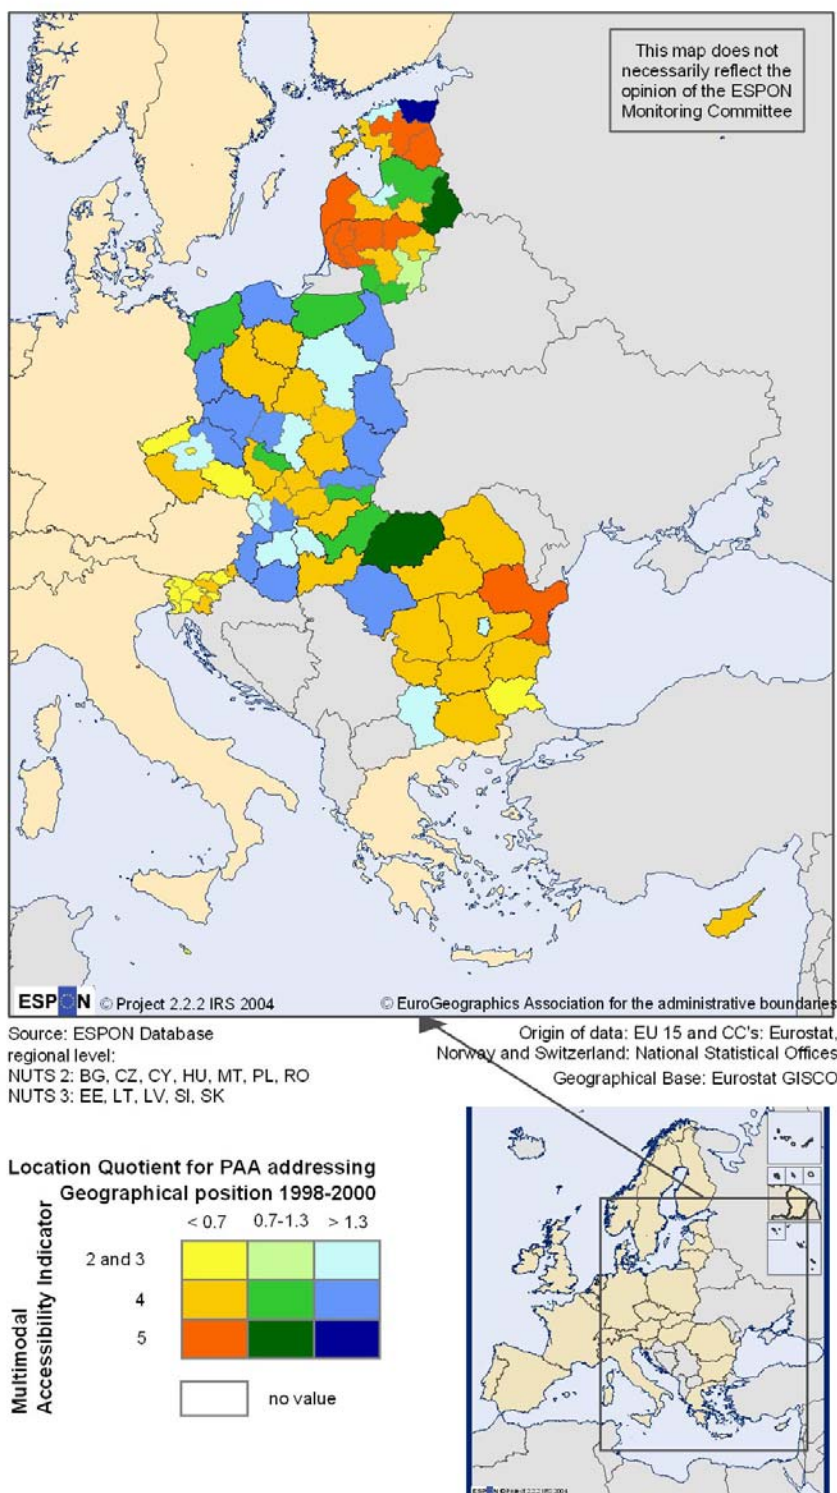 This map does not
necessarily reflect the
opinion of the ESPON
Monitoring Committee
ESPON © Project 2.2.2 IRS 2004
© EuroGeographics Association for the administrative boundaries
Source: ESPON Database
regional level:
NUTS 2: BG, CZ, CY, HU, MT, PL, RO
NUTS 3: EE, LT, LV, SI, SK
Origin of data: EU 15 and CC's: Eurostat,
Norway and Switzerland: National Statistical Offices
Geographical Base: Eurostat GISCO
Location Quotient for PAA addressing
Geographical position 1998-2000
< 0.7 0.7-1.3 > 1.3
Multimodal
Accessibility Indicator
2 and 3
4
5
no value